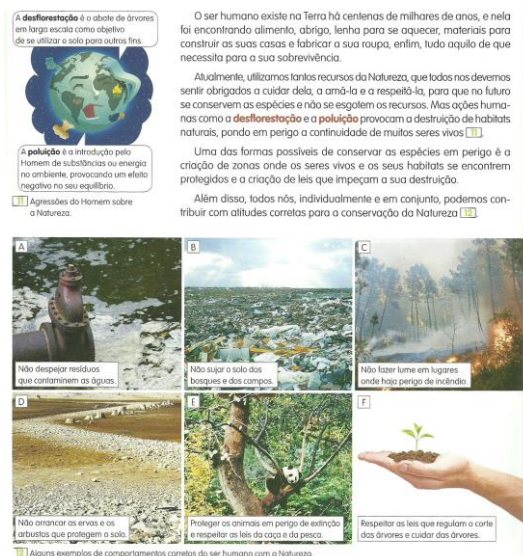 A desflorestação é o abate de árvores
em larga escala como objetivo
de se utilizar o solo para outros fins.
A poluição é a introdução pelo
Homem de substâncias ou energia
no ambiente, provocando um efeito
negativo no seu equilíbrio.
11 Agressões do Homem sobre
a Natureza.
O ser humano existe na Terra há centenas de milhares de anos, e nela
foi encontrando alimento, abrigo, lenha para se aquecer, materiais para
construir as suas casas e fabricar a sua roupa, enfim, tudo aquilo de que
necessita para a sua sobrevivência.
Atualmente, utilizamos tantos recursos da Natureza, que todos nos devemos
sentir obrigados a cuidar dela, a amá-la e a respeitá-la, para que no futuro
se conservem as espécies e não se esgotem os recursos. Mas ações huma-
nas como a desflorestação e a poluição provocam a destruição de habitats
naturais, pondo em perigo a continuidade de muitos seres vivos 11.
Uma das formas possíveis de conservar as espécies em perigo é a
criação de zonas onde os seres vivos e os seus habitats se encontrem
protegidos e a criação de leis que impeçam a sua destruição.
Além disso, todos nós, individualmente e em conjunto, podemos con-
tribuir com atitudes corretas para a conservação da Natureza 12.
A
Não despejar resíduos
que contaminem as águas.
B
Não sujar o solo dos
bosques e dos campos.
C
Não fazer lume em lugares
onde haja perigo de incêndio.
D
Não arrancar as ervas e os
arbustos que protegem o solo.
E
Proteger os animais em perigo de extinção
e respeitar as leis da caça e da pesca.
F
Respeitar as leis que regulam o corte
das árvores e cuidar das árvores.
12 Alguns exemplos de comportamentos corretos do ser humano com a Natureza.